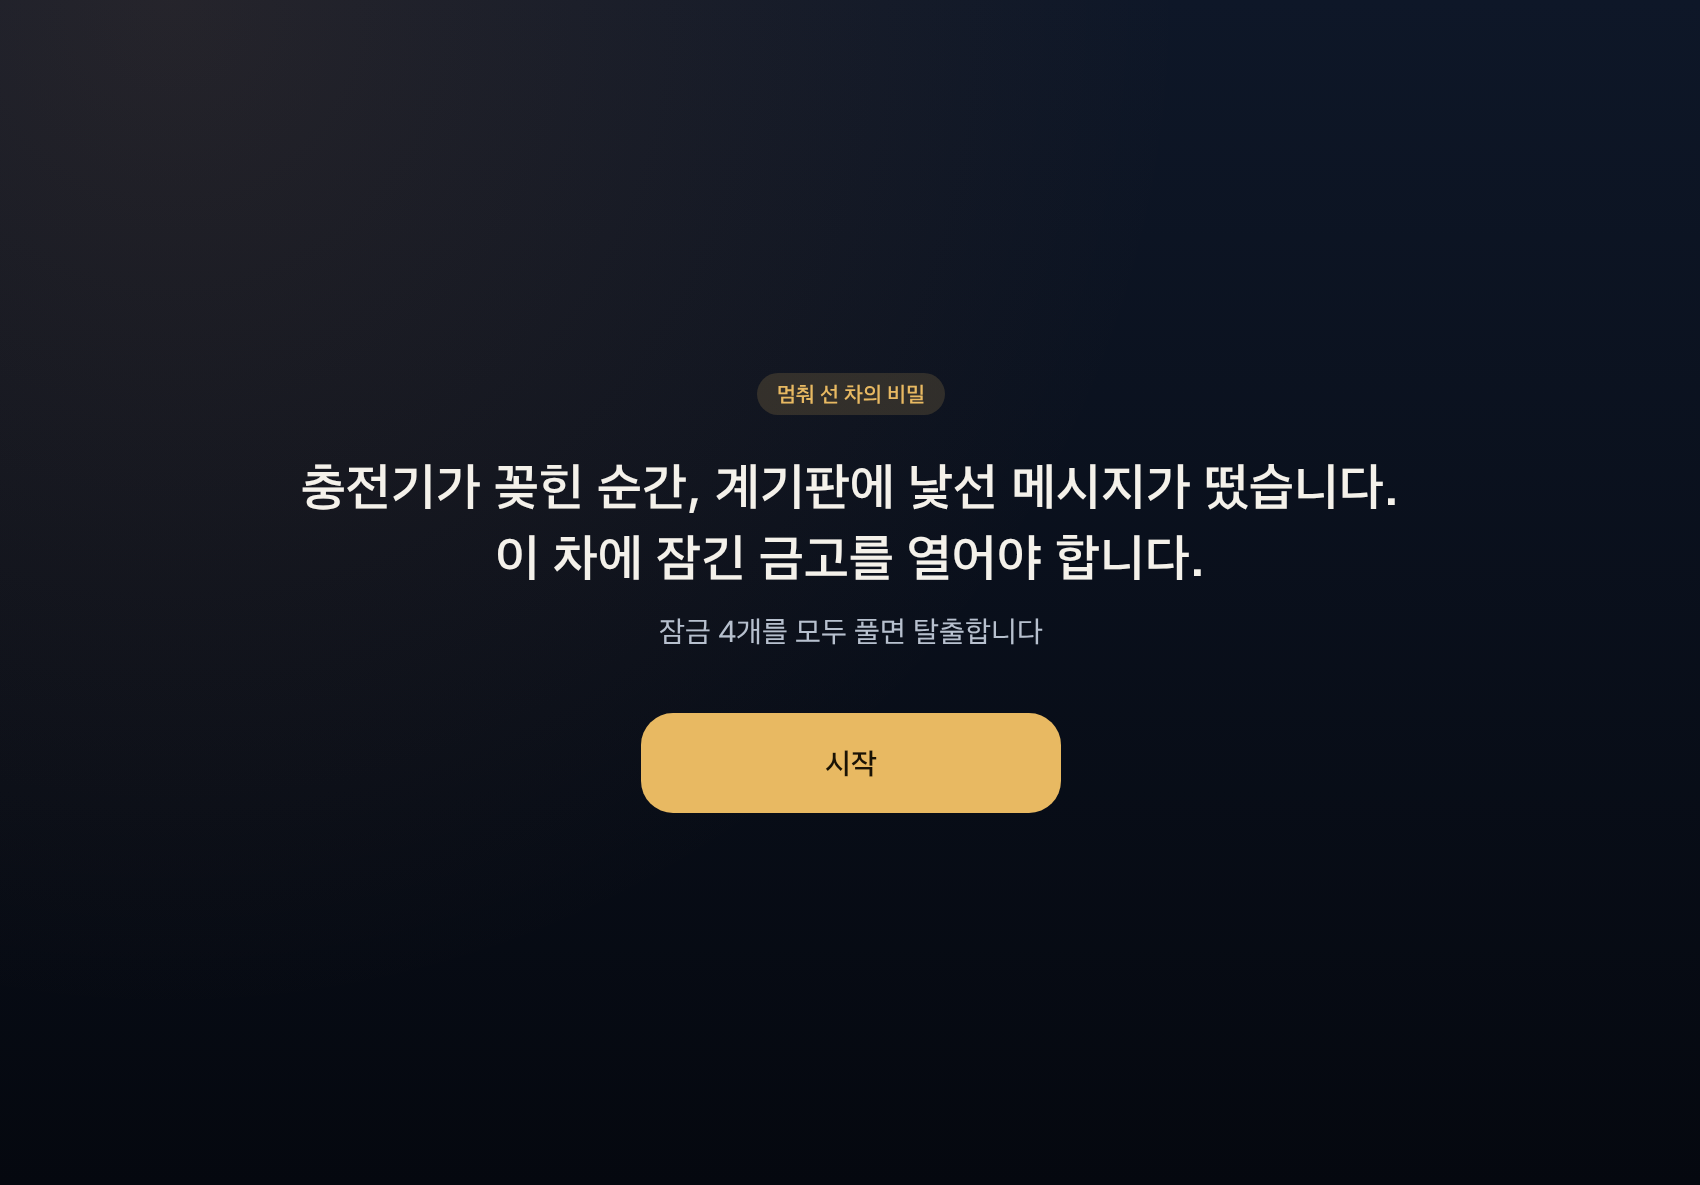 멈춰 선 차의 비밀
충전기가 꽂힌 순간, 계기판에 낯선 메시지가 떴습니다.
이 차에 잠긴 금고를 열어야 합니다.
잠금 4개를 모두 풀면 탈출합니다
시작